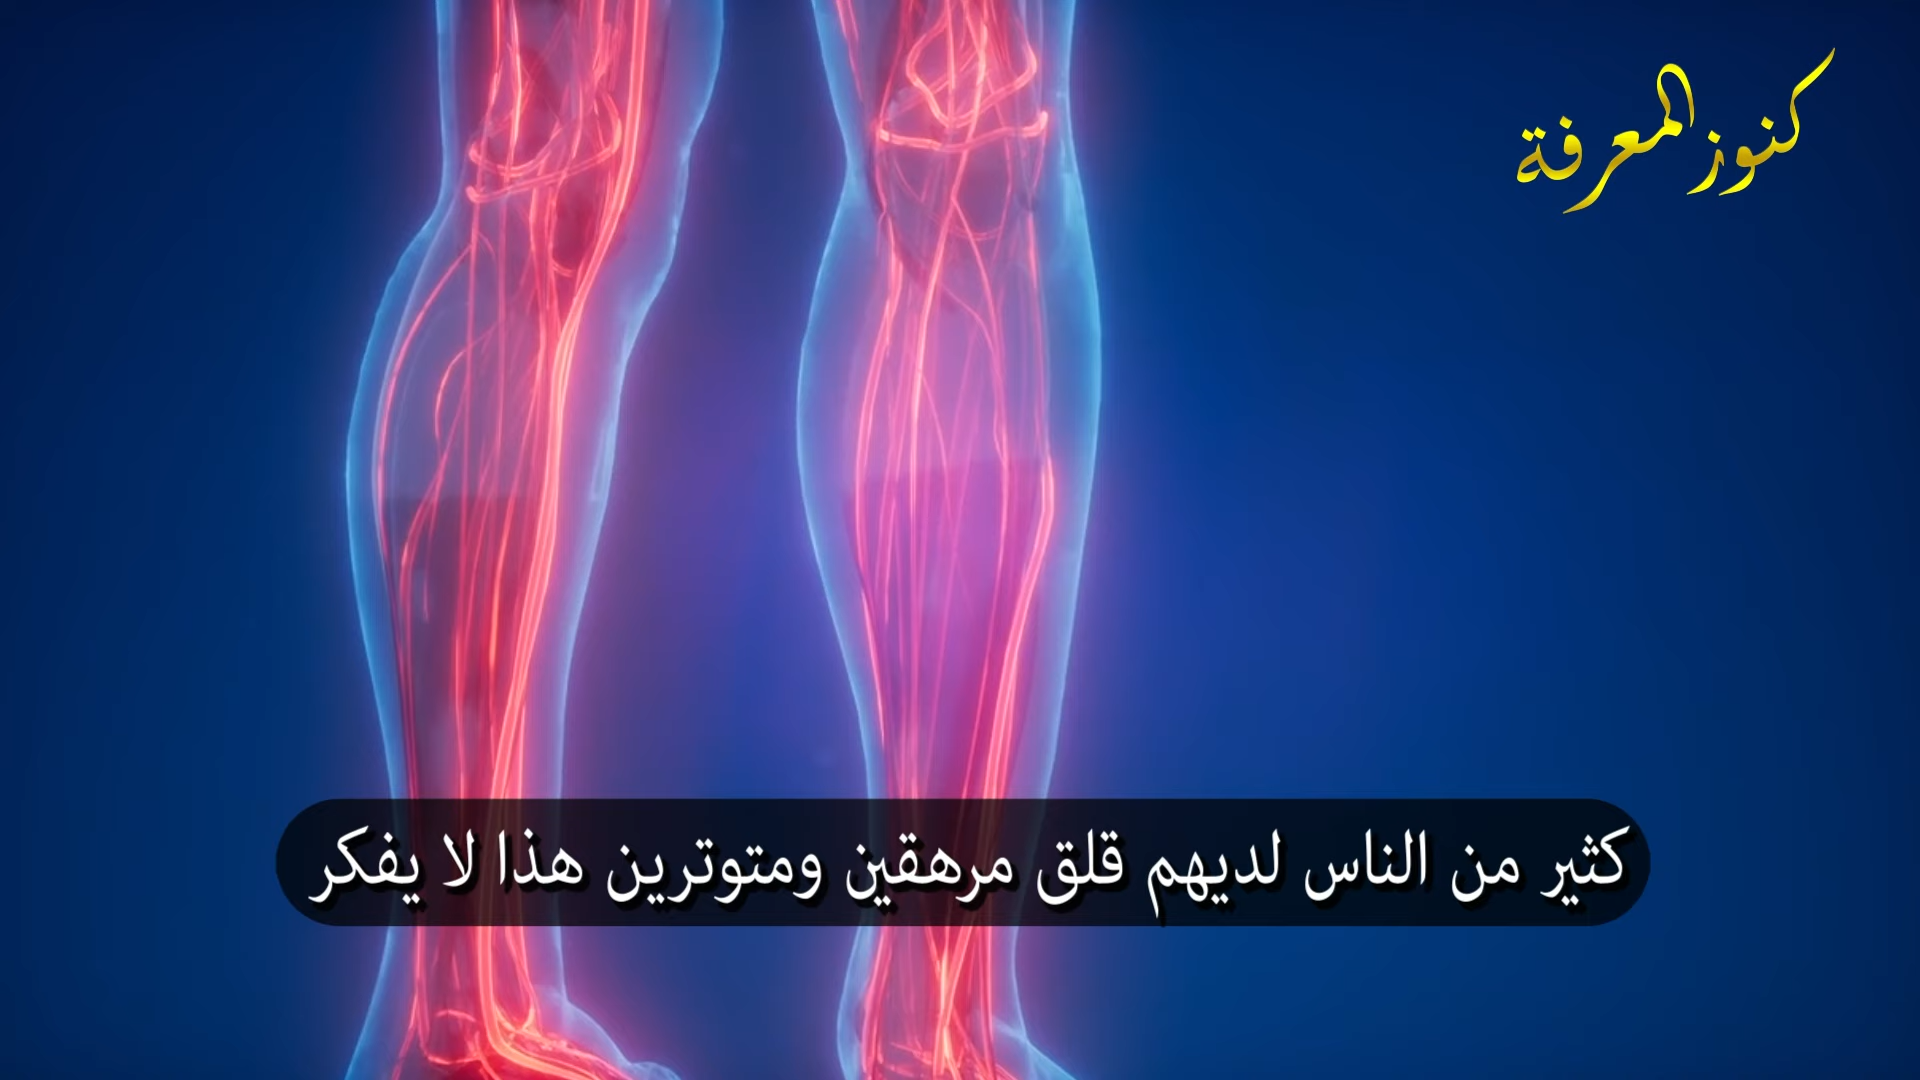 كنوز المعرفة
كثير من الناس لديهم قلق مرهقين ومتوترين هذا لا يفكر